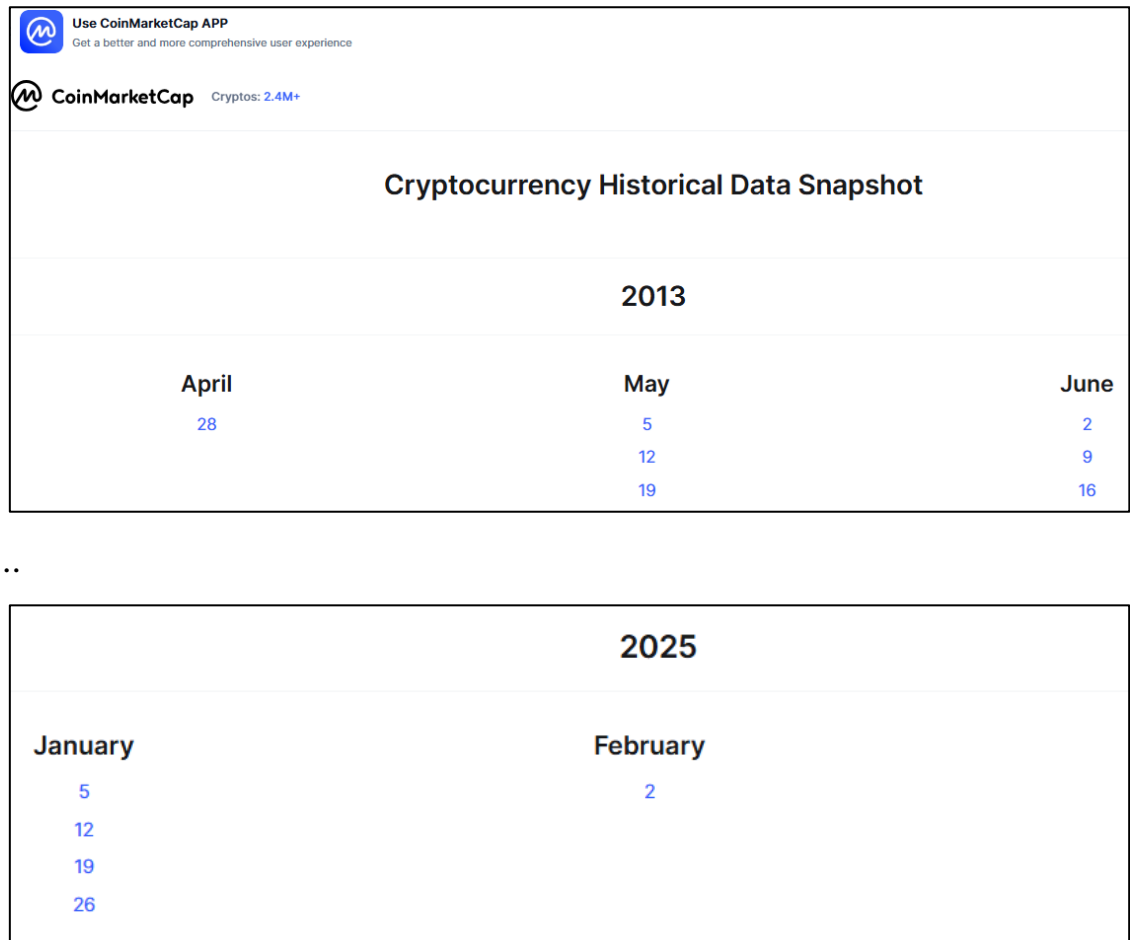 Use CoinMarketCap APP
Get a better and more comprehensive user experience
CoinMarketCap Cryptos: 2.4M+
Cryptocurrency Historical Data Snapshot
2013
April May June
28 5 2
12 9
19 16
..
2025
January February
5 2
12
19
26